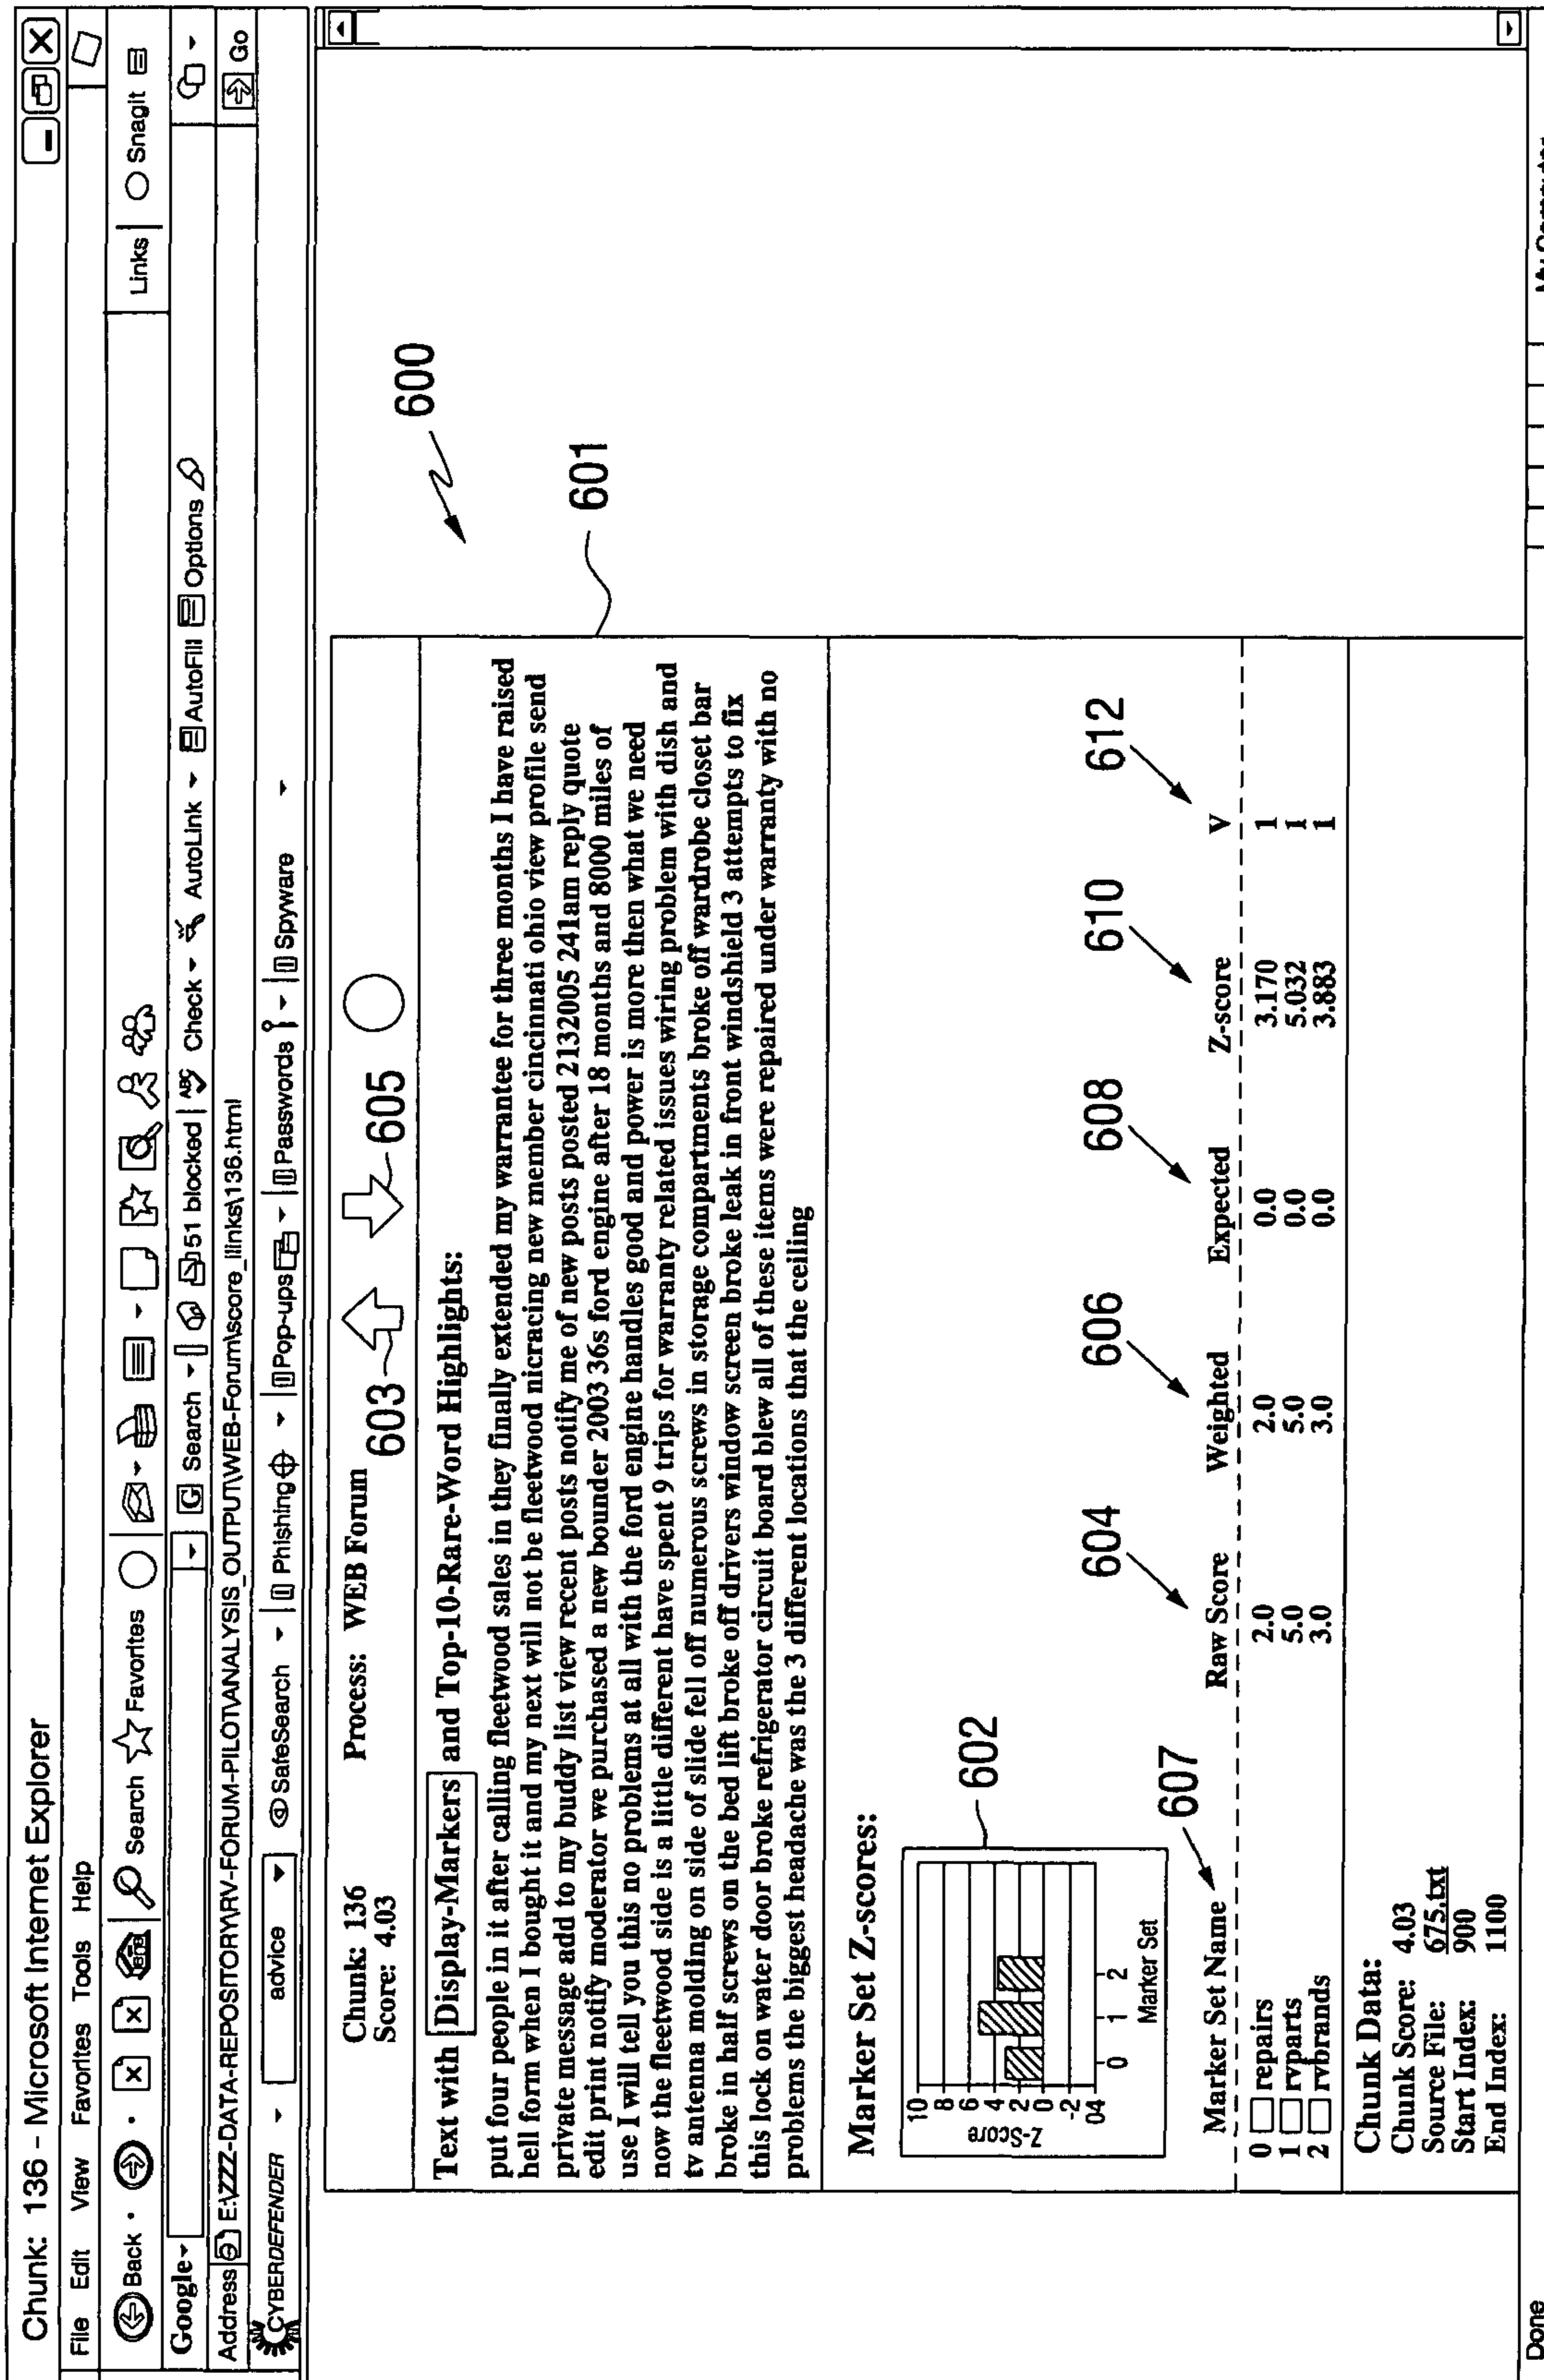 Chunk: 136 – Microsoft Internet Explorer
File Edit View Favorites Tools Help
Back Search Favorites Links Snagit
Google Search 51 blocked ABC Check AutoLink AutoFill Options
Address E:\ZZZ-DATA-REPOSITORY\RV-FORUM-PILOT\ANALYSIS_OUTPUT\WEB-Forum\score_llinks\136.html Go
CYBERDEFENDER advice SafeSearch Phishing Pop-ups Passwords Spyware
600
Chunk: 136 Process: WEB Forum
Score: 4.03
603 605
601
Text with Display-Markers and Top-10-Rare-Word Highlights:
put four people in it after calling fleetwood sales in they finally extended my warrantee for three months I have raised
hell form when I bought it and my next will not be fleetwood nicracing new member cincinnati ohio view profile send
private message add to my buddy list view recent posts notify me of new posts posted 2132005 241am reply quote
edit print notify moderator we purchased a new bounder 2003 36s ford engine after 18 months and 8000 miles of
use I will tell you this no problems at all with the ford engine handles good and power is more then what we need
now the fleetwood side is a little different have spent 9 trips for warranty related issues wiring problem with dish and
tv antenna molding on side of slide fell off numerous screws in storage compartments broke off wardrobe closet bar
broke in half screws on the bed lift broke off drivers window screen broke leak in front windshield 3 attempts to fix
this lock on water door broke refrigerator circuit board blew all of these items were repaired under warranty with no
problems the biggest headache was the 3 different locations that the ceiling
Marker Set Z-scores:
602
10
8
6
4
2
0
-2
04
Z-Score
0 1 2
Marker Set
607 604 606 608 610 612
Marker Set Name Raw Score Weighted Expected Z-score V
0 repairs 2.0 2.0 0.0 3.170 1
1 rvparts 5.0 5.0 0.0 5.032 1
2 rvbrands 3.0 3.0 0.0 3.883 1
Chunk Data:
Chunk Score: 4.03
Source File: 675.txt
Start Index: 900
End Index: 1100
Done